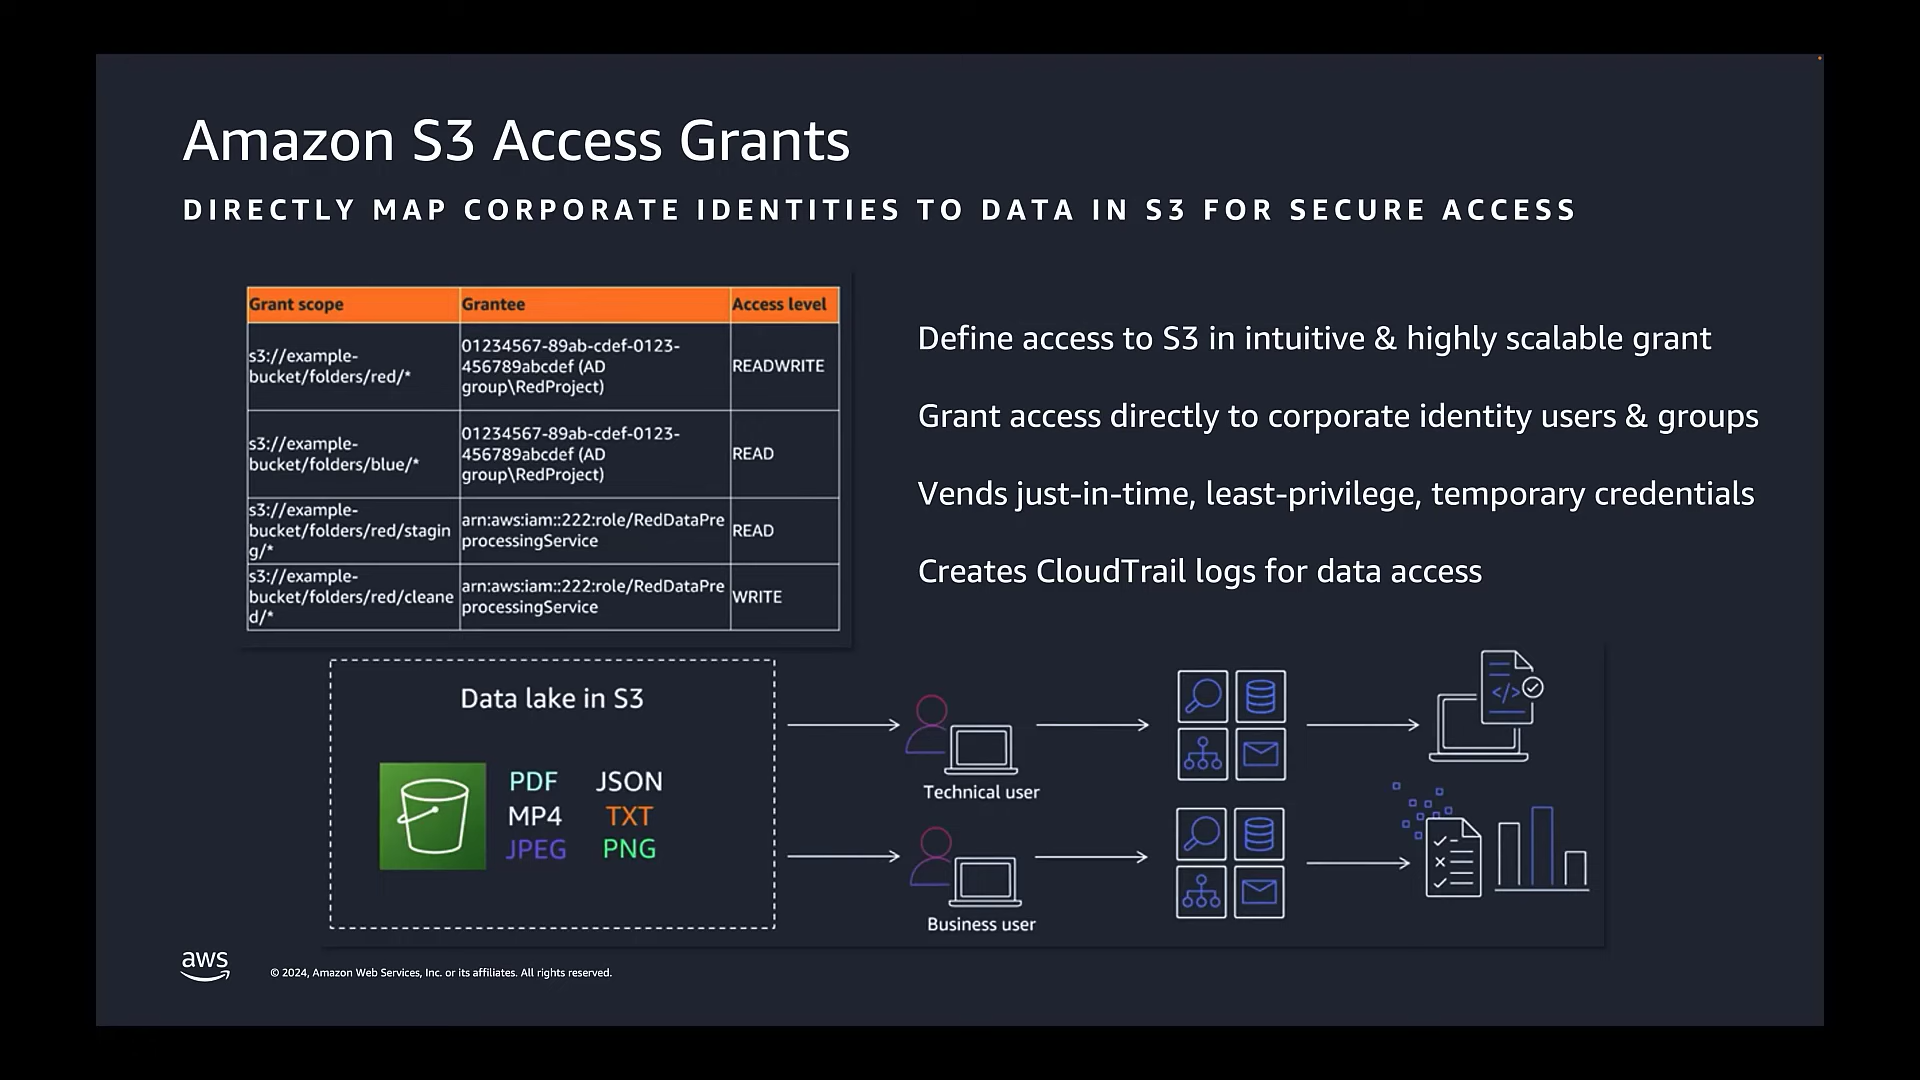 Amazon S3 Access Grants
DIRECTLY MAP CORPORATE IDENTITIES TO DATA IN S3 FOR SECURE ACCESS
Grant scope
Grantee
Access level
s3://example-
bucket/folders/red/*
01234567-89ab-cdef-0123-
456789abcdef (AD
group\RedProject)
READWRITE
s3://example-
bucket/folders/blue/*
01234567-89ab-cdef-0123-
456789abcdef (AD
group\RedProject)
READ
s3://example-
bucket/folders/red/stagin
g/*
arn:aws:iam::222:role/RedDataPre
processingService
READ
s3://example-
bucket/folders/red/cleane
d/*
arn:aws:iam::222:role/RedDataPre
processingService
WRITE
Define access to S3 in intuitive & highly scalable grant
Grant access directly to corporate identity users & groups
Vends just-in-time, least-privilege, temporary credentials
Creates CloudTrail logs for data access
Data lake in S3
PDF JSON
MP4 TXT
JPEG PNG
Technical user
</>
Business user
aws
© 2024, Amazon Web Services, Inc. or its affiliates. All rights reserved.